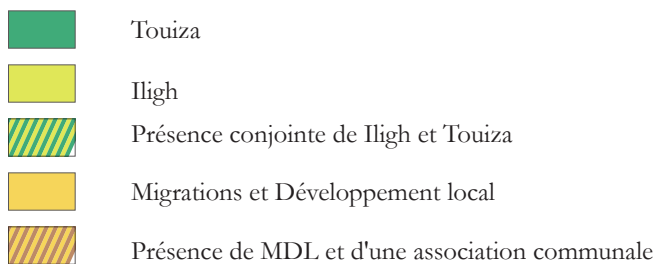 Touiza
Iligh
Présence conjointe de Iligh et Touiza
Migrations et Développement local
Présence de MDL et d'une association communale